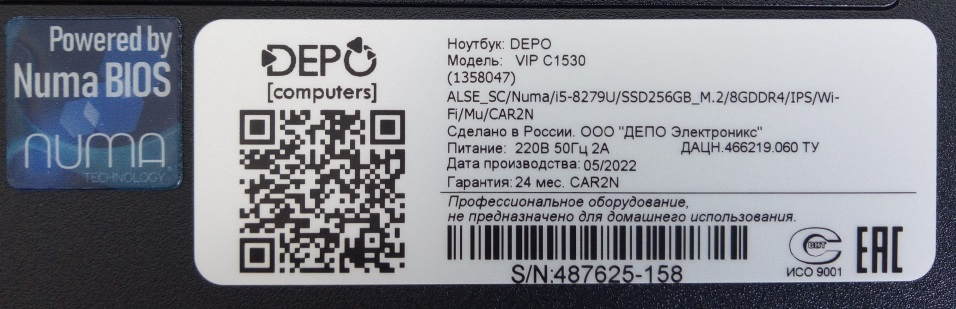 Powered by
Numa BIOS
NUMA
TECHNOLOGY
DEPO
[computers]
Ноутбук: DEPO
Модель: VIP C1530
(1358047)
ALSE_SC/Numa/i5-8279U/SSD256GB_M.2/8GDDR4/IPS/Wi-
Fi/Mu/CAR2N
Сделано в России. ООО "ДЕПО Электроникс"
Питание: 220В 50Гц 2А ДАЦН.466219.060 ТУ
Дата производства: 05/2022
Гарантия: 24 мес. CAR2N
Профессиональное оборудование,
не предназначено для домашнего использования.
S/N:487625-158
ИСО 9001
EAC